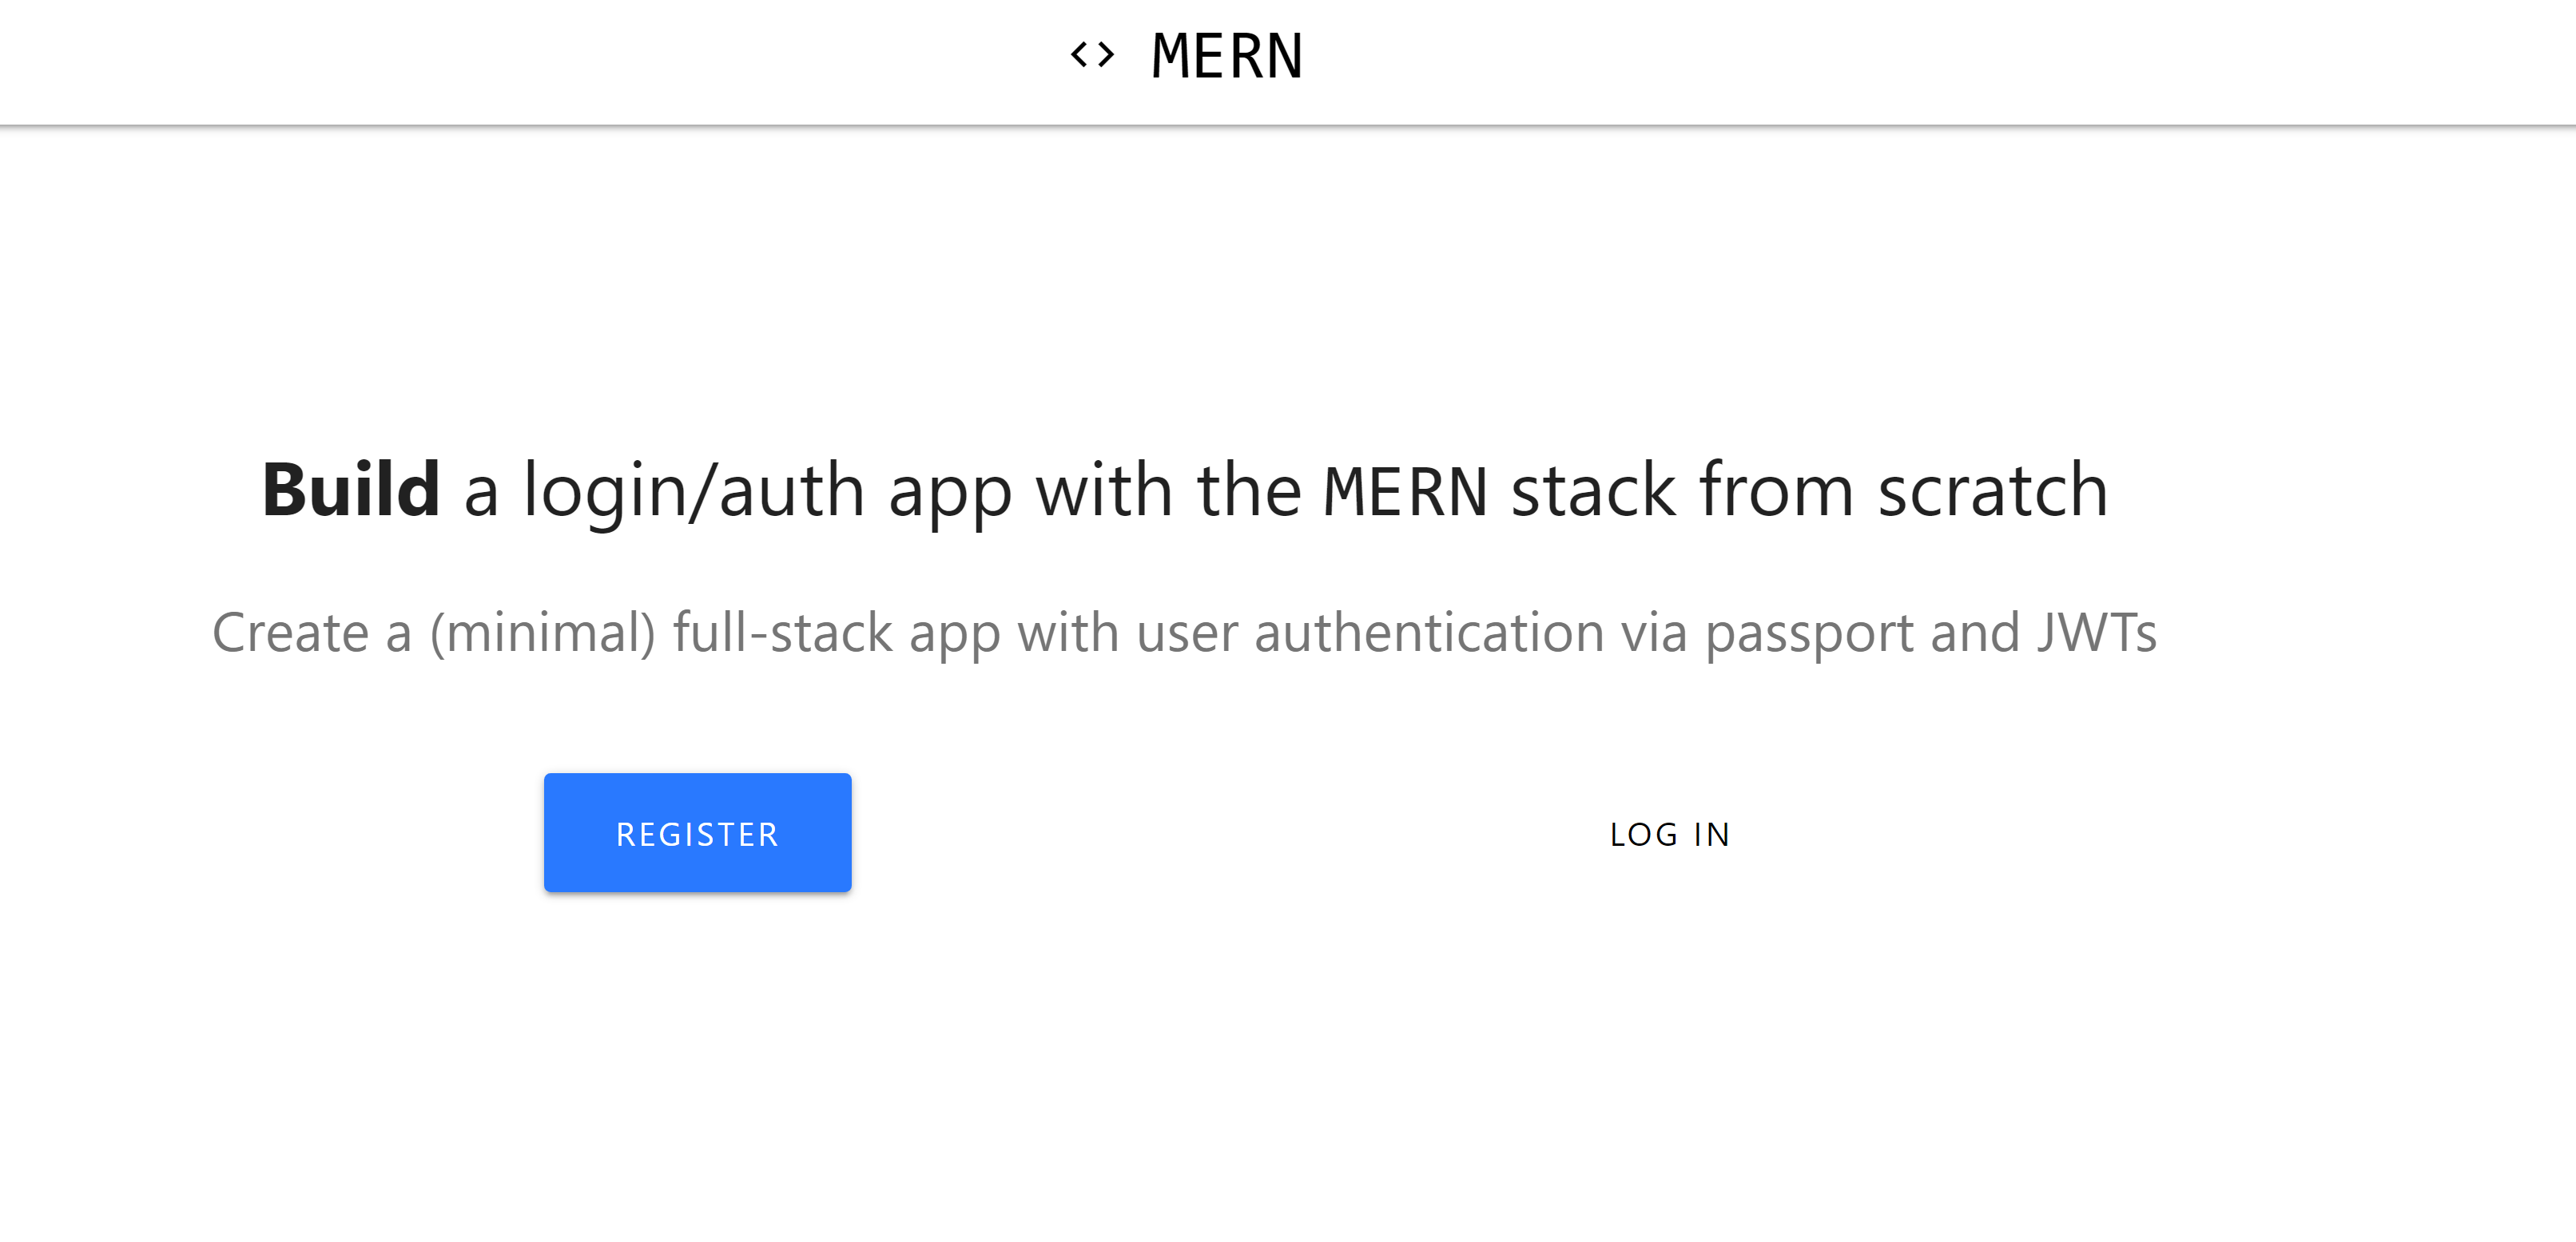 <> MERN
Build a login/auth app with the MERN stack from scratch
Create a (minimal) full-stack app with user authentication via passport and JWTs
REGISTER
LOG IN